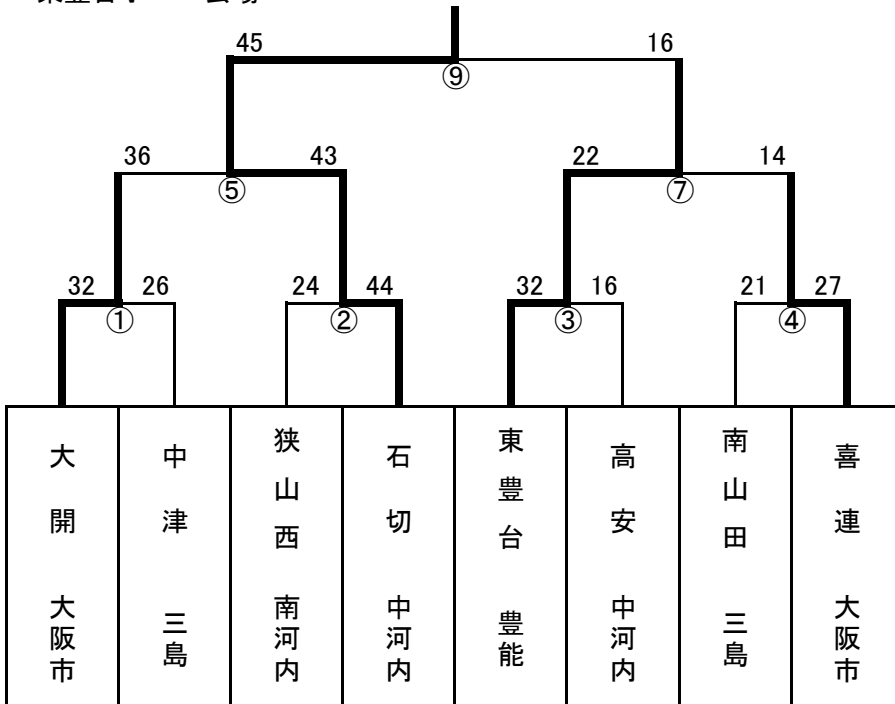 45 16
⑨
36 43 22 14
⑤ ⑦
32 26 24 44 32 16 21 27
① ② ③ ④
大開 大阪市
中津 三島
狭山西 南河内
石切 中河内
東豊台 豊能
高安 中河内
南山田 三島
喜連 大阪市